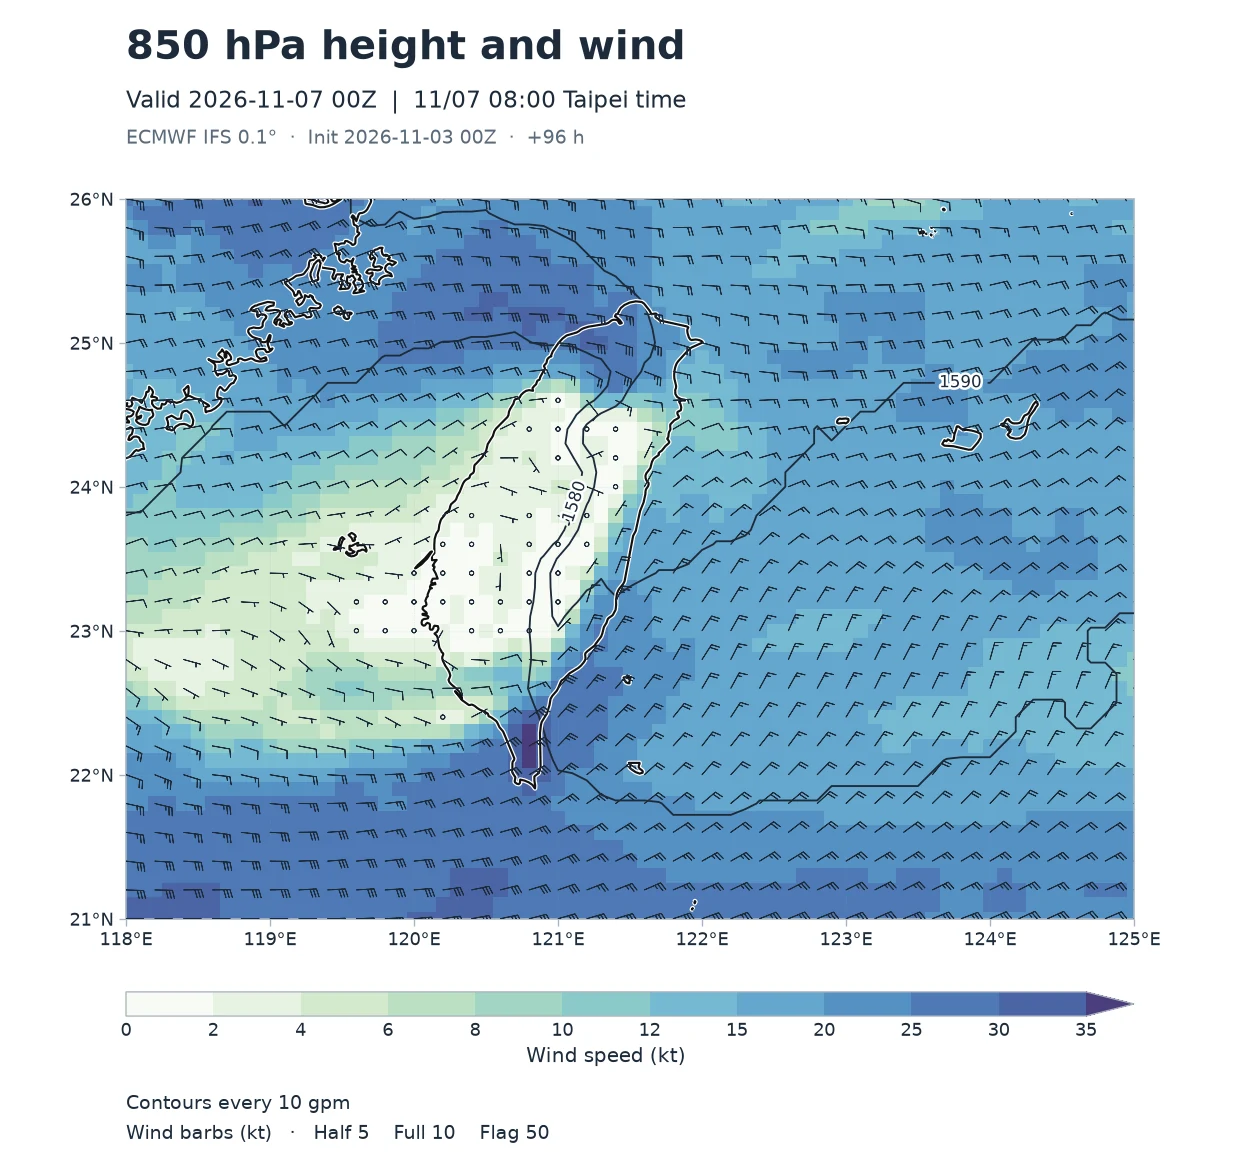 850 hPa height and wind
Valid 2026-11-07 00Z | 11/07 08:00 Taipei time
ECMWF IFS 0.1° · Init 2026-11-03 00Z · +96 h
26°N
25°N
1590
24°N
1580
23°N
22°N
21°N
118°E 119°E 120°E 121°E 122°E 123°E 124°E 125°E
0 2 4 6 8 10 12 15 20 25 30 35
Wind speed (kt)
Contours every 10 gpm
Wind barbs (kt) · Half 5 Full 10 Flag 50